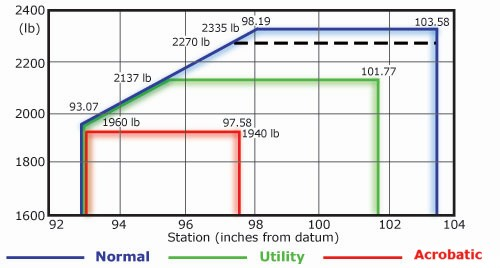 2400
(lb)
2200
2000
1800
1600
2335 lb 98.19
103.58
2270 lb
2137 lb
101.77
93.07
1960 lb
97.58
1940 lb
92 94 96 98 100 102 104
Station (inches from datum)
Normal Utility Acrobatic